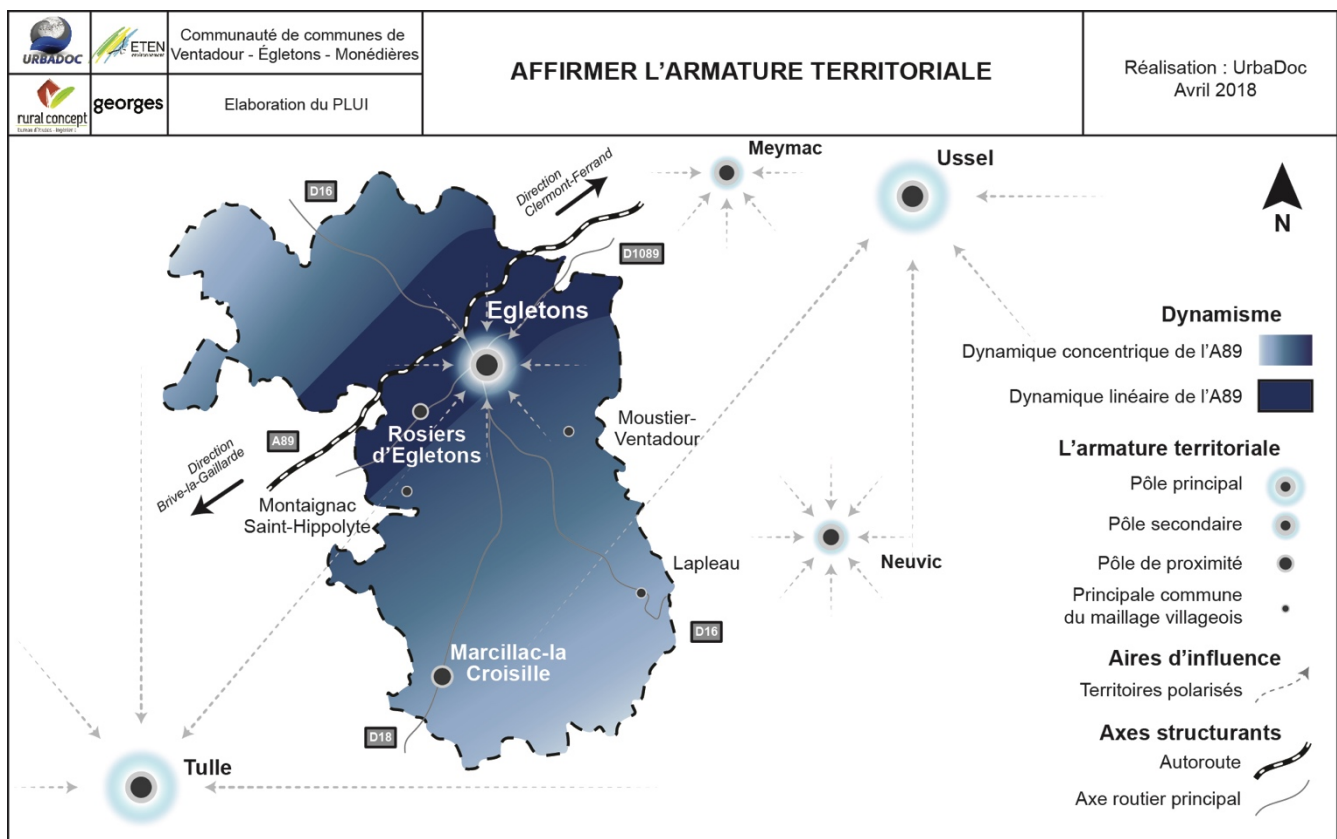 URBADOC
ETEN
environnement
Communauté de communes de
Ventadour - Égletons - Monédières
rural concept
georges
Elaboration du PLUI
AFFIRMER L’ARMATURE TERRITORIALE
Réalisation : UrbaDoc
Avril 2018
Meymac
Ussel
N
D16
Direction
Clermont-Ferrand
D1089
Egletons
Rosiers
d’Egletons
Moustier-
Ventadour
A89
Direction
Brive-la-Gaillarde
Montaignac
Saint-Hippolyte
Lapleau
Neuvic
D16
Marcillac-la
Croisille
D18
Tulle
Dynamisme
Dynamique concentrique de l’A89
Dynamique linéaire de l’A89
L’armature territoriale
Pôle principal
Pôle secondaire
Pôle de proximité
Principale commune
du maillage villageois
Aires d’influence
Territoires polarisés
Axes structurants
Autoroute
Axe routier principal